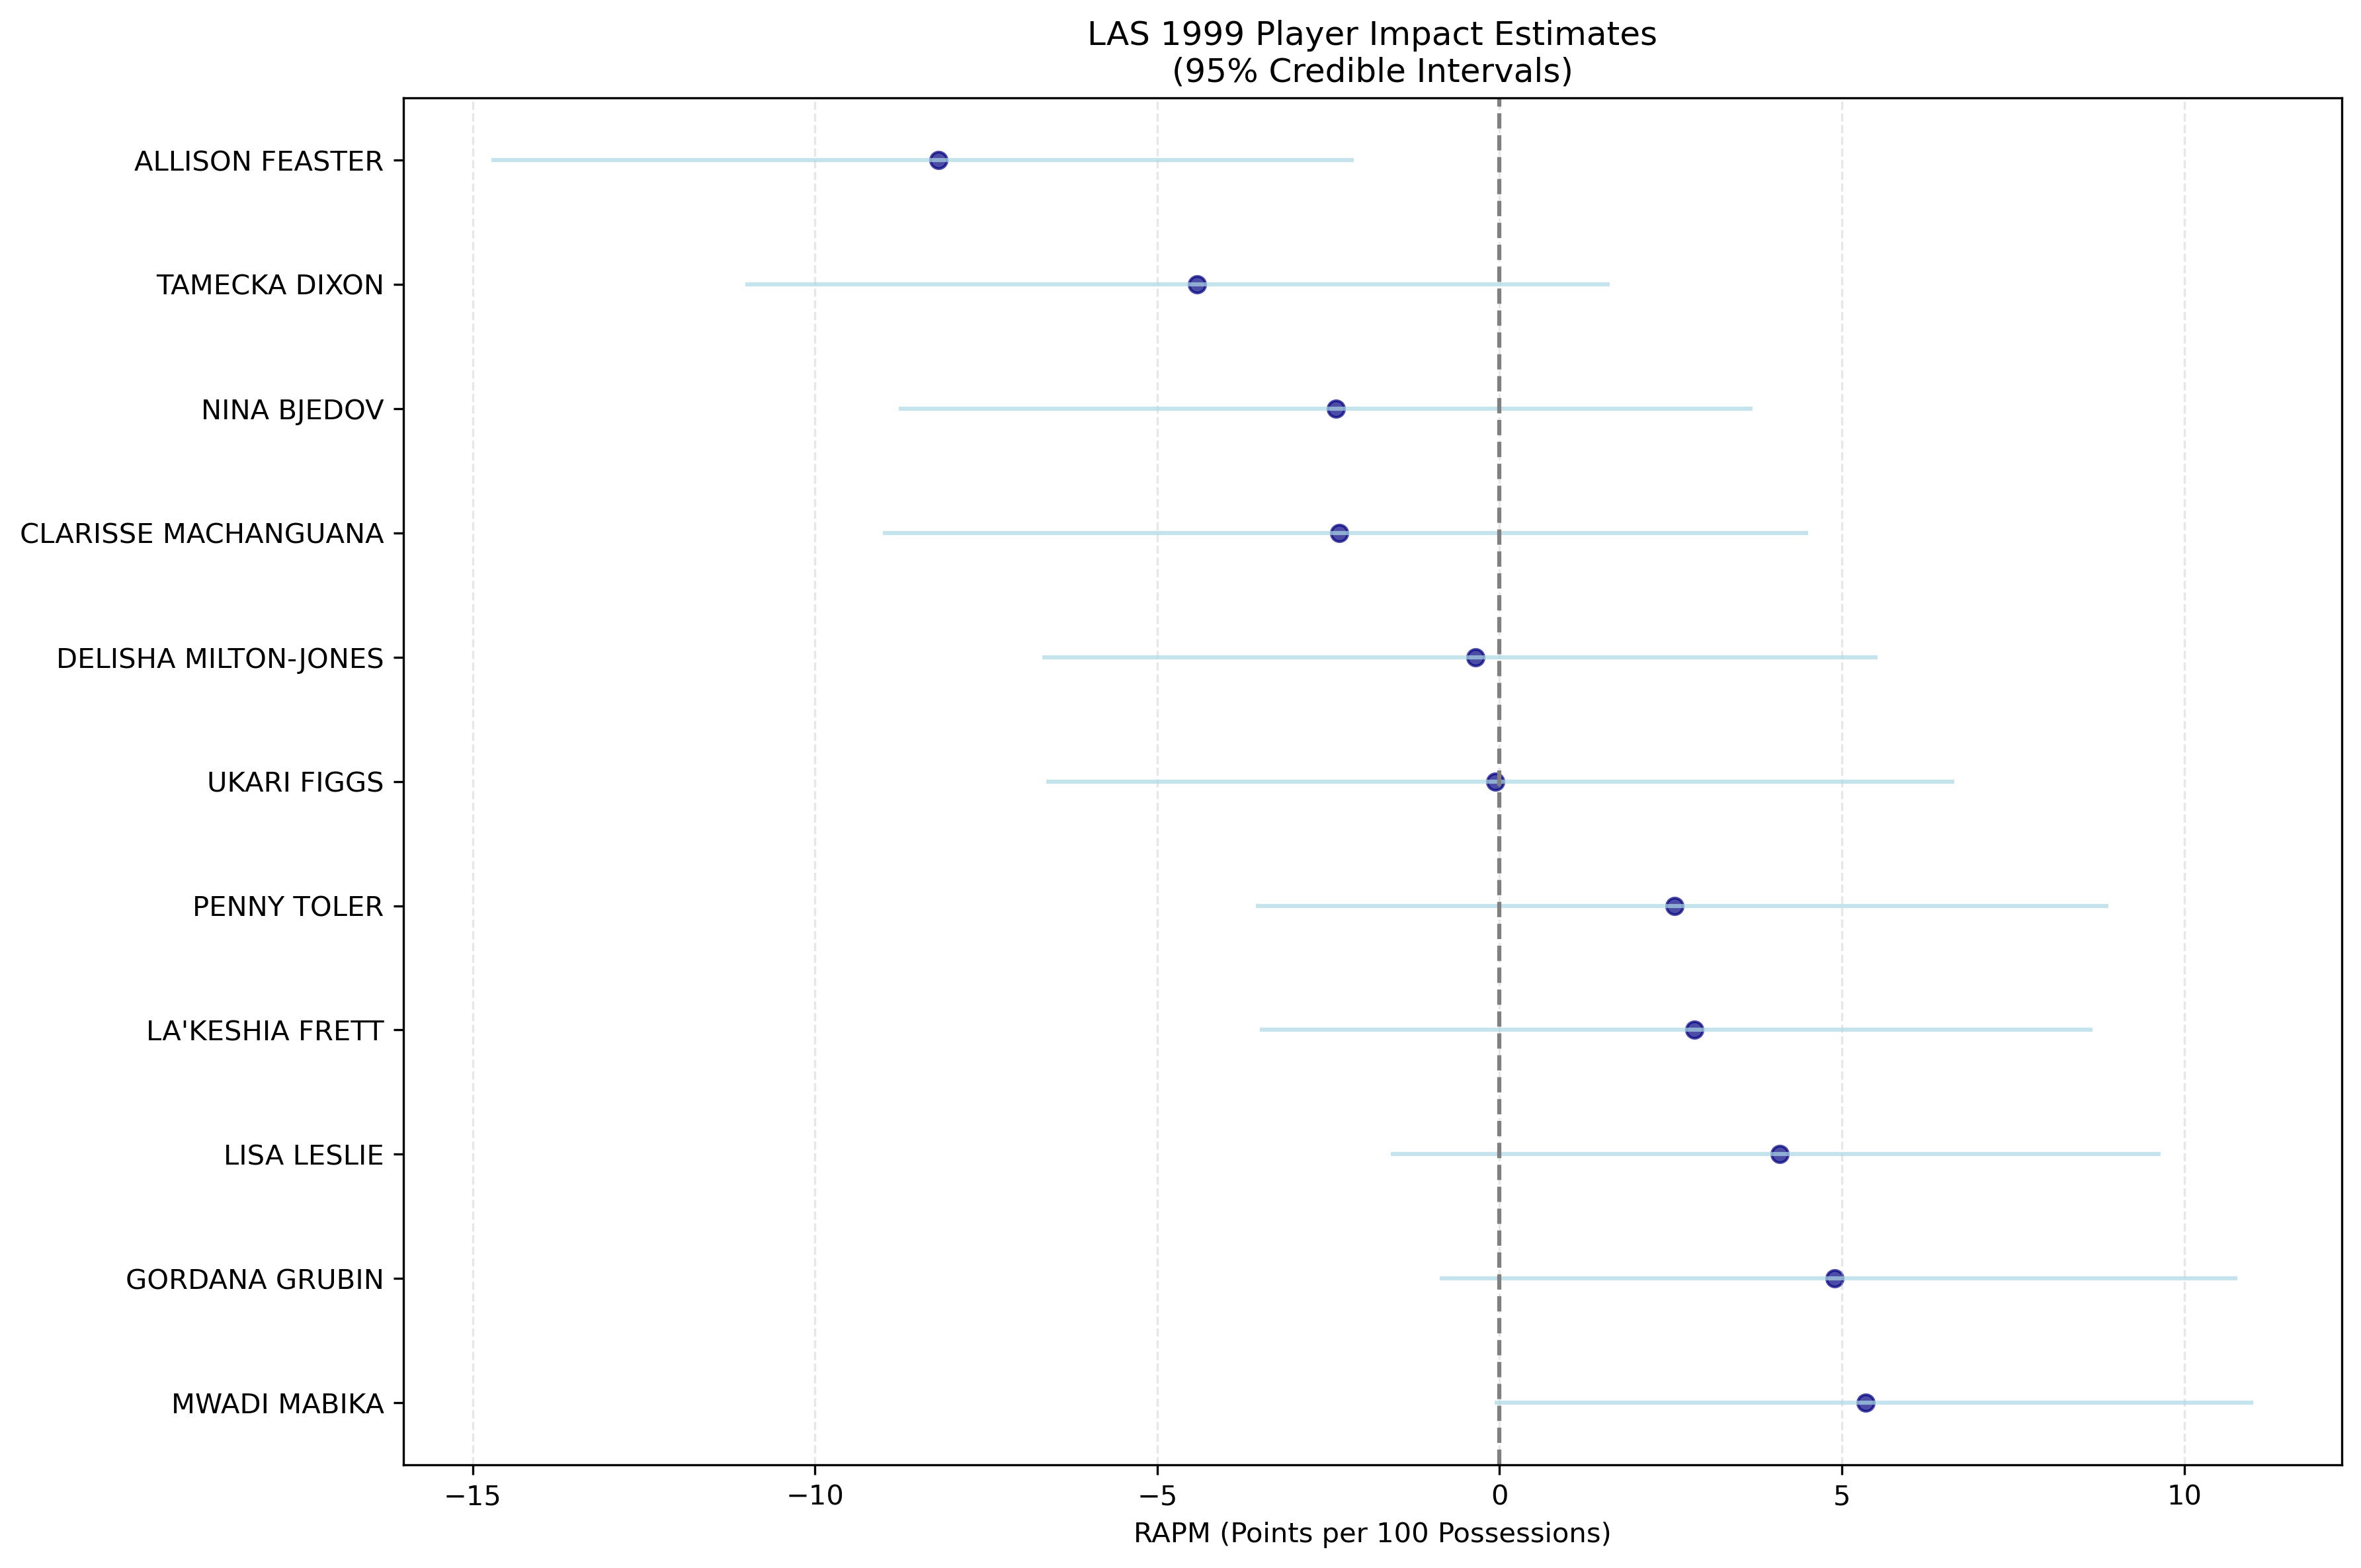 LAS 1999 Player Impact Estimates
(95% Credible Intervals)
ALLISON FEASTER
TAMECKA DIXON
NINA BJEDOV
CLARISSE MACHANGUANA
DELISHA MILTON-JONES
UKARI FIGGS
PENNY TOLER
LA'KESHIA FRETT
LISA LESLIE
GORDANA GRUBIN
MWADI MABIKA
−15 −10 −5 0 5 10
RAPM (Points per 100 Possessions)